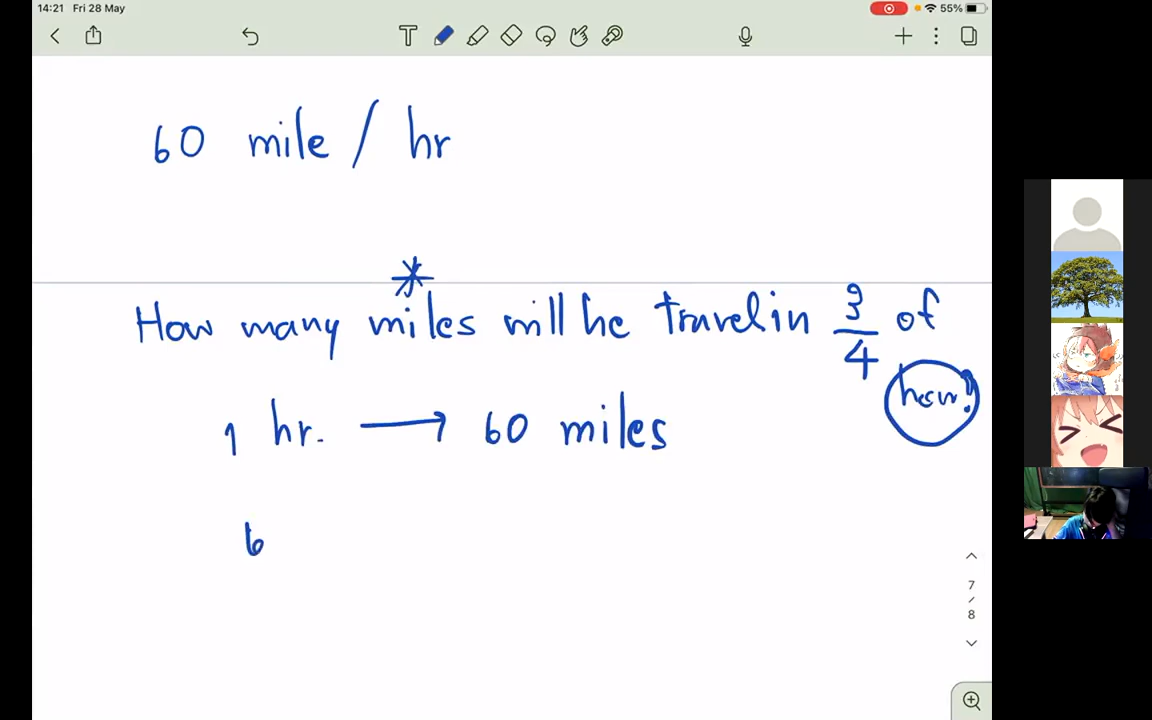 14:21 Fri 28 May
55%
60 mile / hr
*
How many miles will he travel in 3/4 of
hour?
1 hr. → 60 miles
6
7
/
8